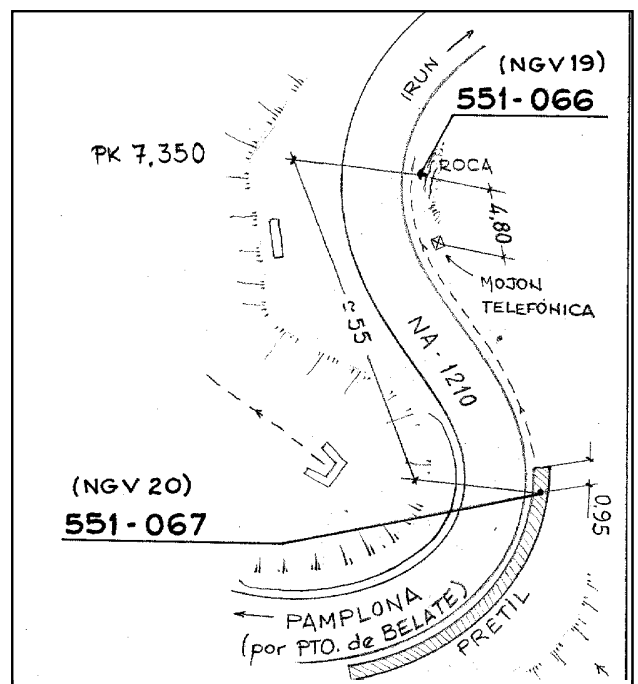 IRUN
(NGV19)
551-066
PK 7,350
ROCA
4,80
MOJON
TELEFÓNICA
≈55
NA-1210
(NGV 20)
551-067
0,95
PAMPLONA
(por PTO. de BELATE)
PRETIL